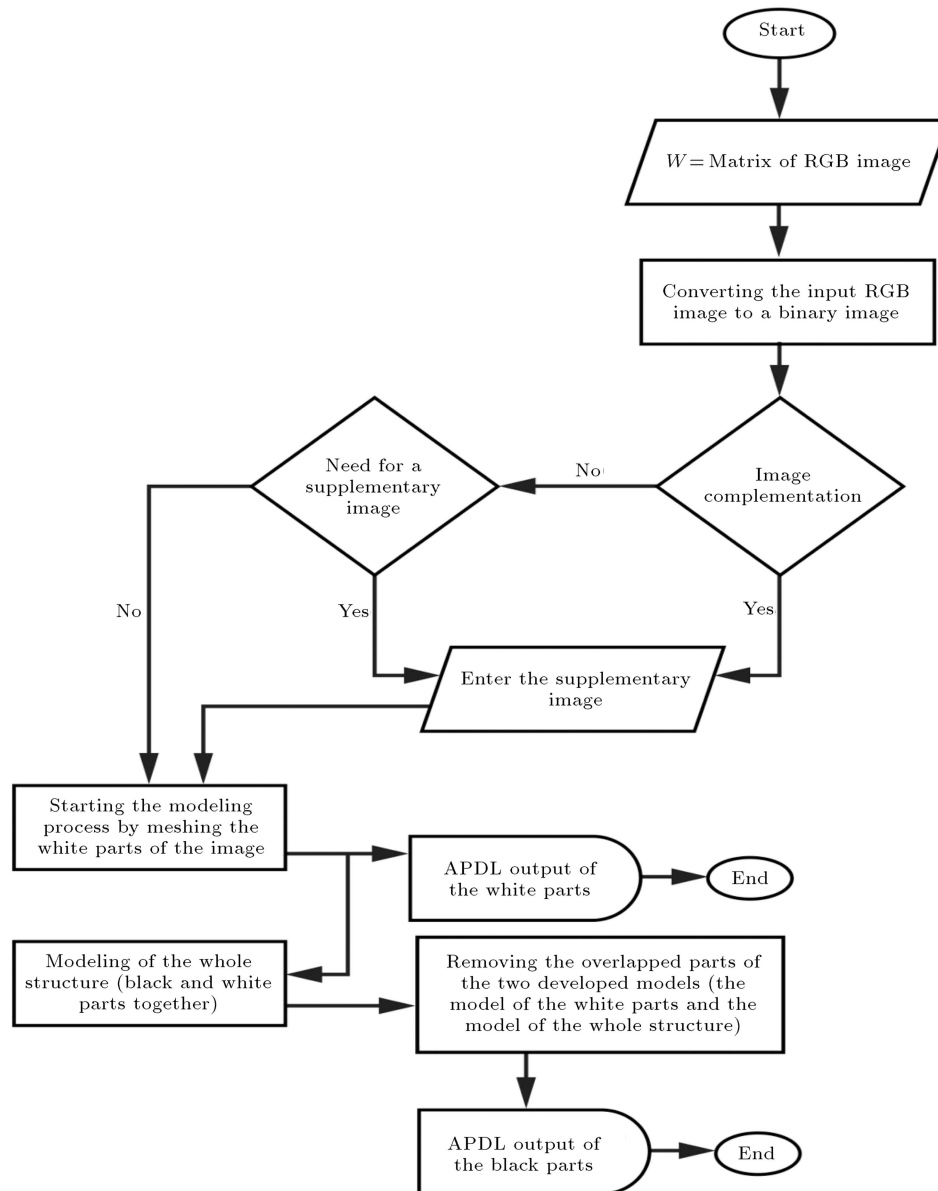 Start
W = Matrix of RGB image
Converting the input RGB
image to a binary image
Image
complementation
No
Need for a
supplementary
image
No
Yes
Yes
Enter the supplementary
image
Starting the modeling
process by meshing the
white parts of the image
APDL output of
the white parts
End
Modeling of the whole
structure (black and white
parts together)
Removing the overlapped parts of
the two developed models (the
model of the white parts and the
model of the whole structure)
APDL output of
the black parts
End